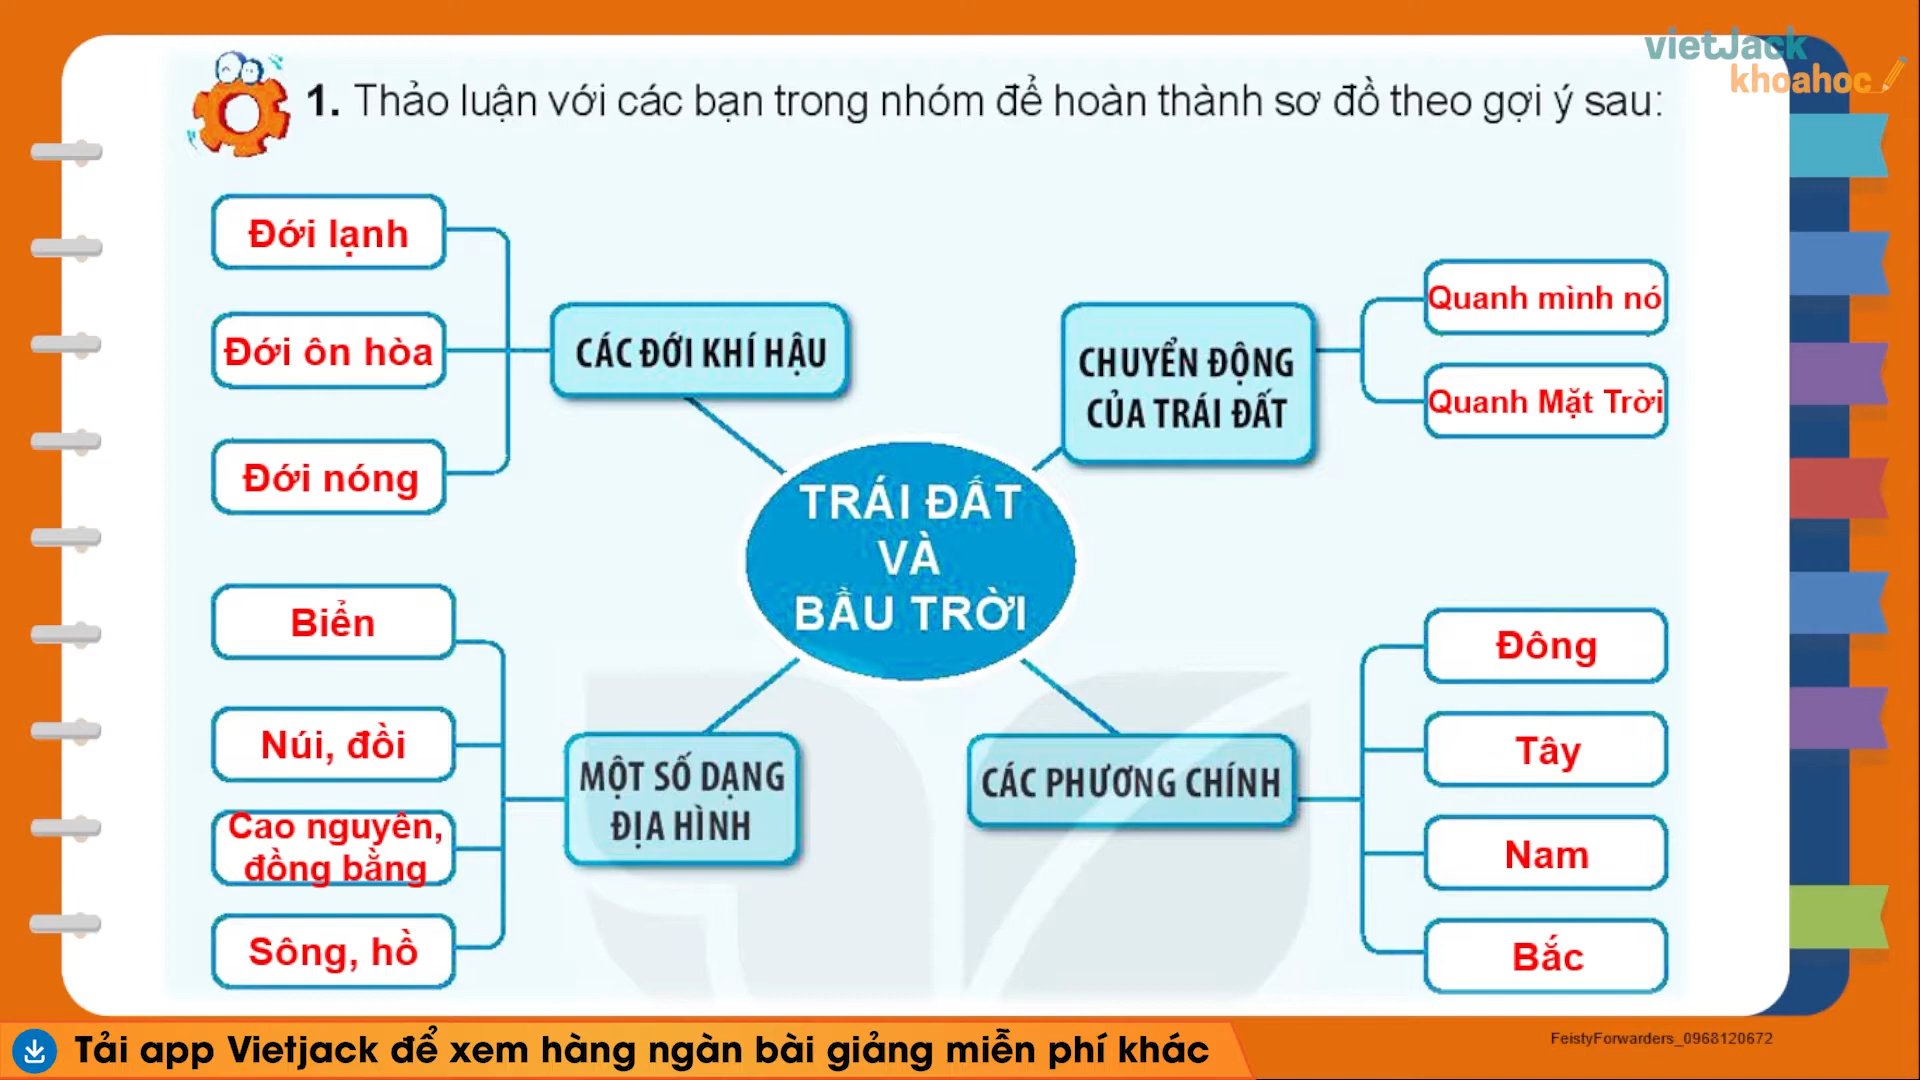 vietJack
khoahoc
1. Thảo luận với các bạn trong nhóm để hoàn thành sơ đồ theo gợi ý sau:
Đới lạnh
Đới ôn hòa
Đới nóng
CÁC ĐỚI KHÍ HẬU
CHUYỂN ĐỘNG
CỦA TRÁI ĐẤT
Quanh mình nó
Quanh Mặt Trời
TRÁI ĐẤT
VÀ
BẦU TRỜI
Biển
Núi, đồi
Cao nguyên,
đồng bằng
Sông, hồ
MỘT SỐ DẠNG
ĐỊA HÌNH
CÁC PHƯƠNG CHÍNH
Đông
Tây
Nam
Bắc
Tải app Vietjack để xem hàng ngàn bài giảng miễn phí khác
FeistyForwarders_0968120672